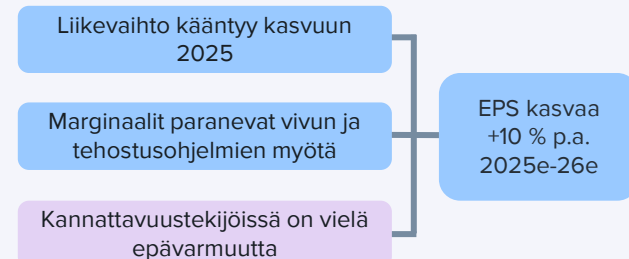 Liikevaihto kääntyy kasvuun
2025
Marginaalit paranevat vivun ja
tehostusohjelmien myötä
Kannattavuustekijöissä on vielä
epävarmuutta
EPS kasvaa
+10 % p.a.
2025e-26e